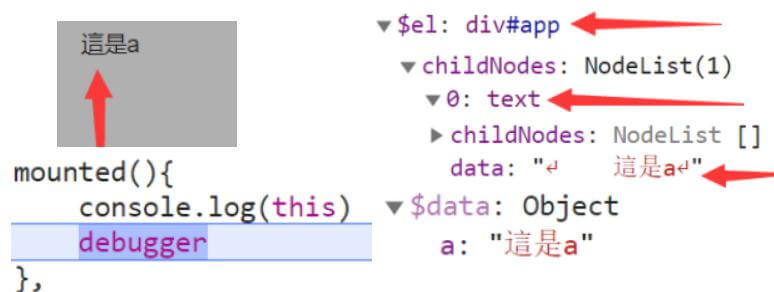 這是a
mounted(){
console.log(this)
debugger
},
▼$el: div#app
▼childNodes: NodeList(1)
▼0: text
▶childNodes: NodeList []
data: "↵    這是a↵"
▼$data: Object
a: "這是a"